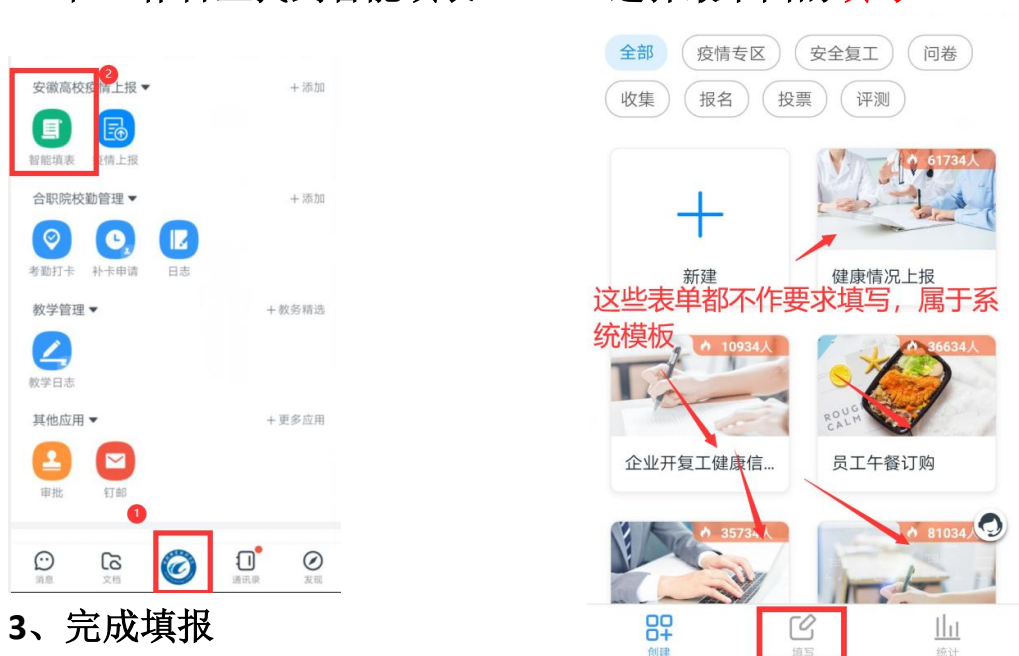 全部
疫情专区
安全复工
问卷
收集
报名
投票
评测
2
安徽高校疫情上报
+ 添加
智能填表
疫情上报
合职院校勤管理
+ 添加
考勤打卡
补卡申请
日志
教学管理
+ 教务精选
教学日志
其他应用
+ 更多应用
审批
钉邮
1
消息
文档
通讯录
发现
3、完成填报
61734人
新建
健康情况上报
这些表单都不作要求填写，属于系
统模板
10934人
36634人
ROUG
CALM
企业开复工健康信...
员工午餐订购
35734人
81034人
创建
填写
统计